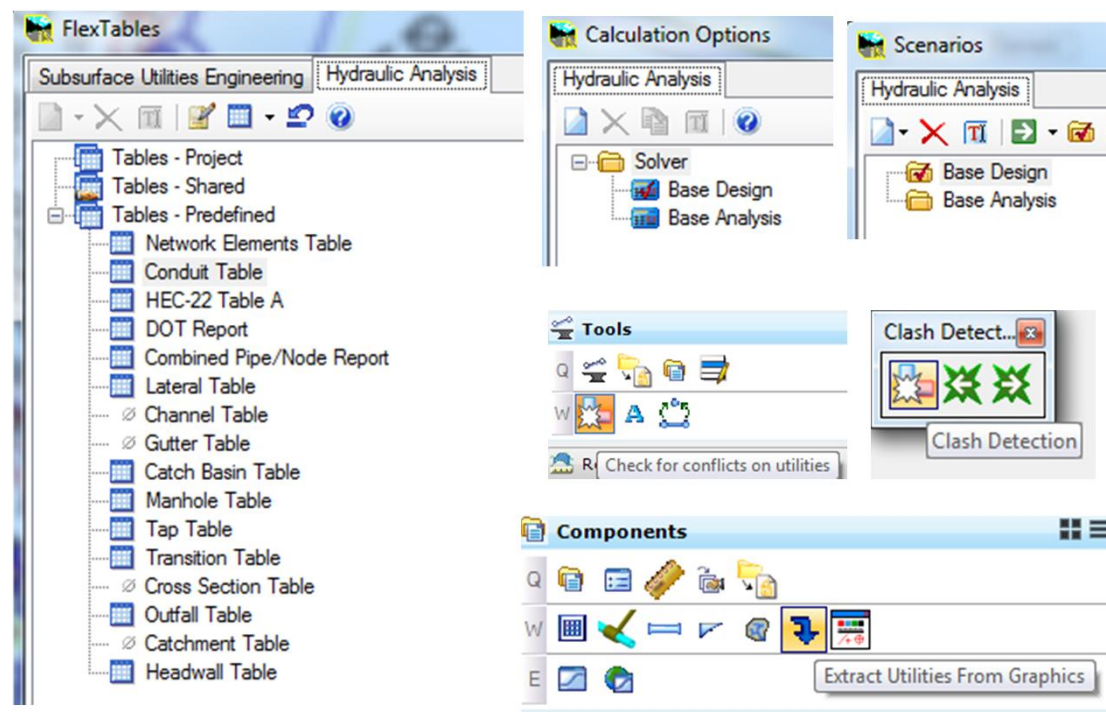 FlexTables
Subsurface Utilities Engineering
Hydraulic Analysis
Tables - Project
Tables - Shared
Tables - Predefined
Network Elements Table
Conduit Table
HEC-22 Table A
DOT Report
Combined Pipe/Node Report
Lateral Table
Channel Table
Gutter Table
Catch Basin Table
Manhole Table
Tap Table
Transition Table
Cross Section Table
Outfall Table
Catchment Table
Headwall Table
Calculation Options
Hydraulic Analysis
Solver
Base Design
Base Analysis
Scenarios
Hydraulic Analysis
Base Design
Base Analysis
Tools
Q
W
A
Check for conflicts on utilities
Clash Detect...
Clash Detection
Components
Q
W
E
Extract Utilities From Graphics